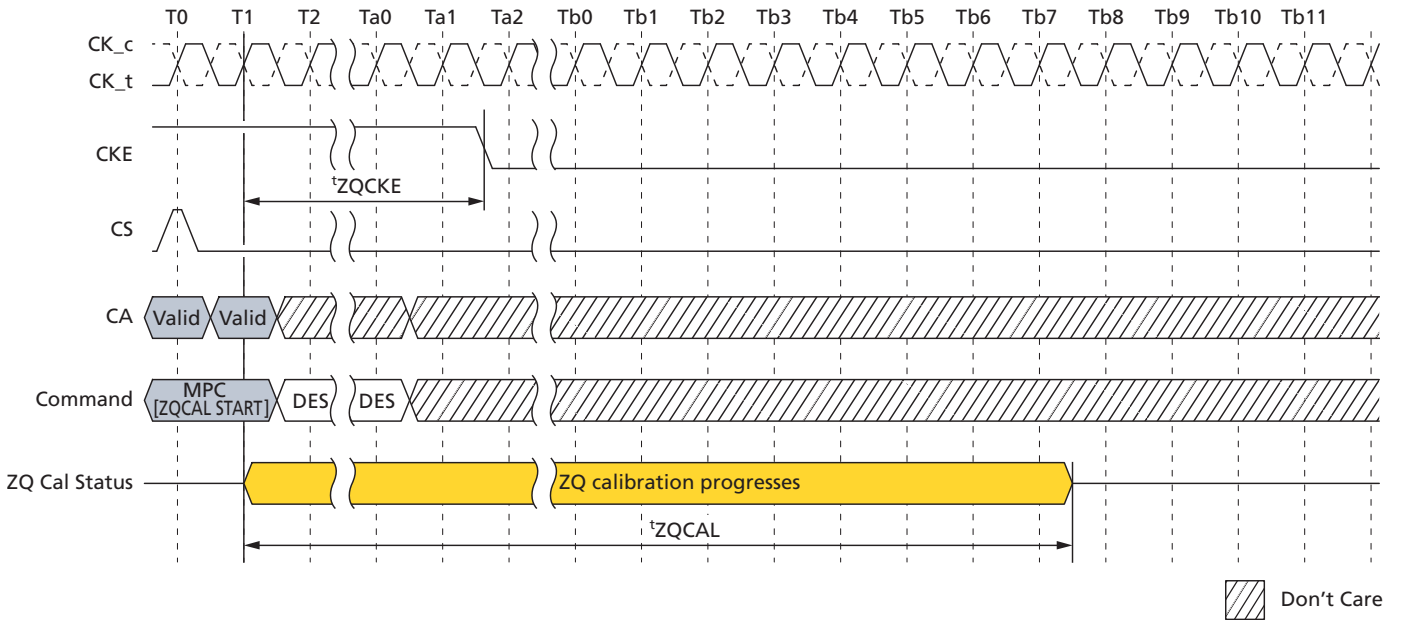 T0 T1 T2 Ta0 Ta1 Ta2 Tb0 Tb1 Tb2 Tb3 Tb4 Tb5 Tb6 Tb7 Tb8 Tb9 Tb10 Tb11
CK_c
CK_t
CKE
tZQCKE
CS
CA Valid Valid
Command MPC [ZQCAL START] DES DES
ZQ Cal Status ZQ calibration progresses
tZQCAL
Don't Care